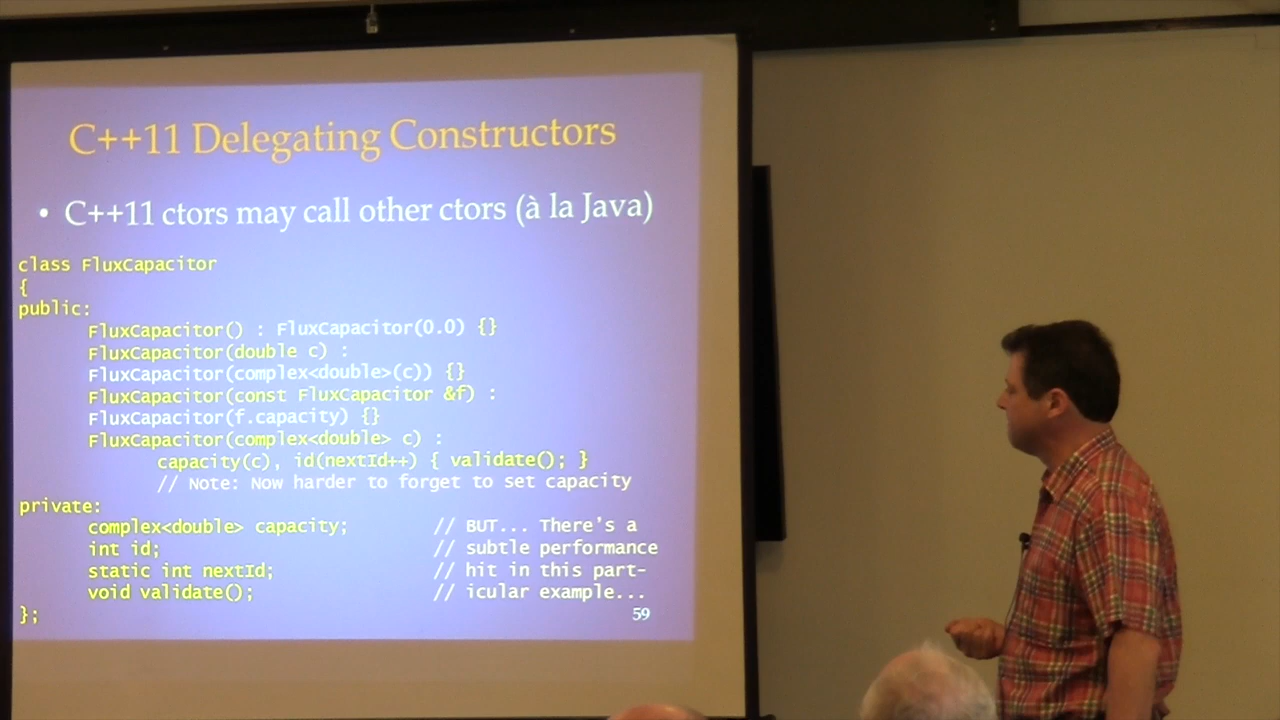 C++11 Delegating Constructors
• C++11 ctors may call other ctors (à la Java)
class FluxCapacitor
{
public:
FluxCapacitor() : FluxCapacitor(0.0) {}
FluxCapacitor(double c) :
FluxCapacitor(complex<double>(c)) {}
FluxCapacitor(const FluxCapacitor &f) :
FluxCapacitor(f.capacity) {}
FluxCapacitor(complex<double> c) :
capacity(c), id(nextId++) { validate(); }
// Note: Now harder to forget to set capacity
private:
complex<double> capacity; // BUT... There's a
int id; // subtle performance
static int nextId; // hit in this part-
void validate(); // icular example...
};
59